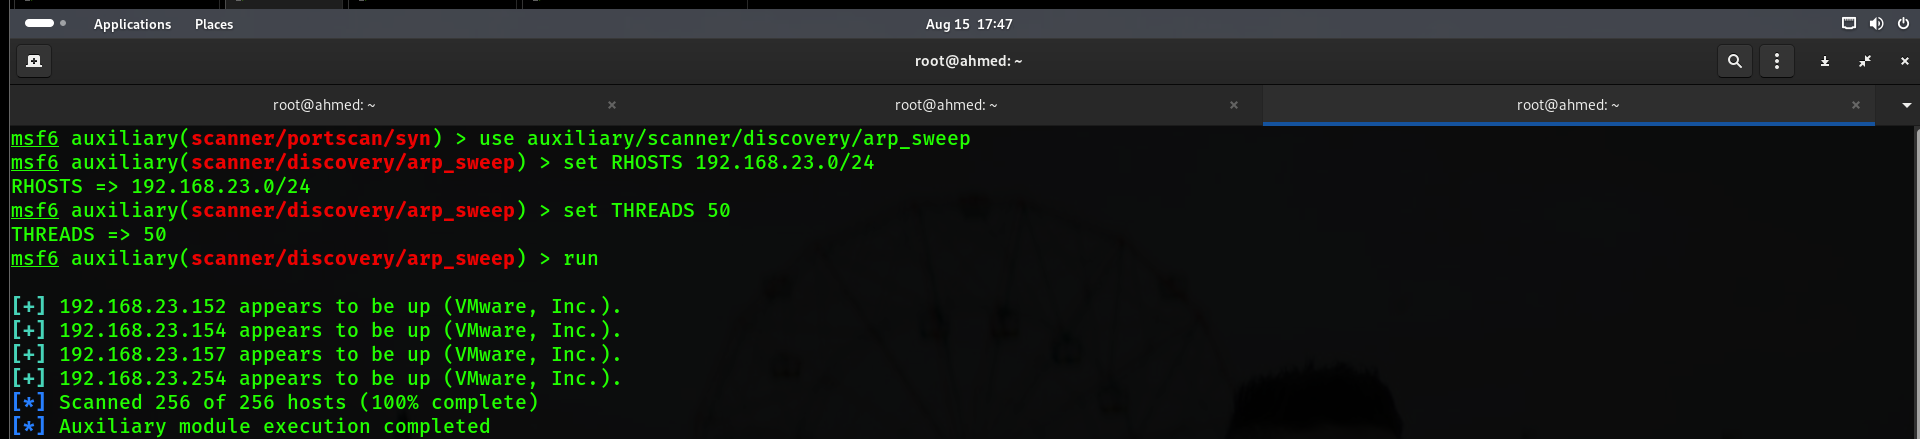 Applications Places Aug 15 17:47
root@ahmed: ~
root@ahmed: ~ × root@ahmed: ~ × root@ahmed: ~ ×
msf6 auxiliary(scanner/portscan/syn) > use auxiliary/scanner/discovery/arp_sweep
msf6 auxiliary(scanner/discovery/arp_sweep) > set RHOSTS 192.168.23.0/24
RHOSTS => 192.168.23.0/24
msf6 auxiliary(scanner/discovery/arp_sweep) > set THREADS 50
THREADS => 50
msf6 auxiliary(scanner/discovery/arp_sweep) > run
[+] 192.168.23.152 appears to be up (VMware, Inc.).
[+] 192.168.23.154 appears to be up (VMware, Inc.).
[+] 192.168.23.157 appears to be up (VMware, Inc.).
[+] 192.168.23.254 appears to be up (VMware, Inc.).
[*] Scanned 256 of 256 hosts (100% complete)
[*] Auxiliary module execution completed